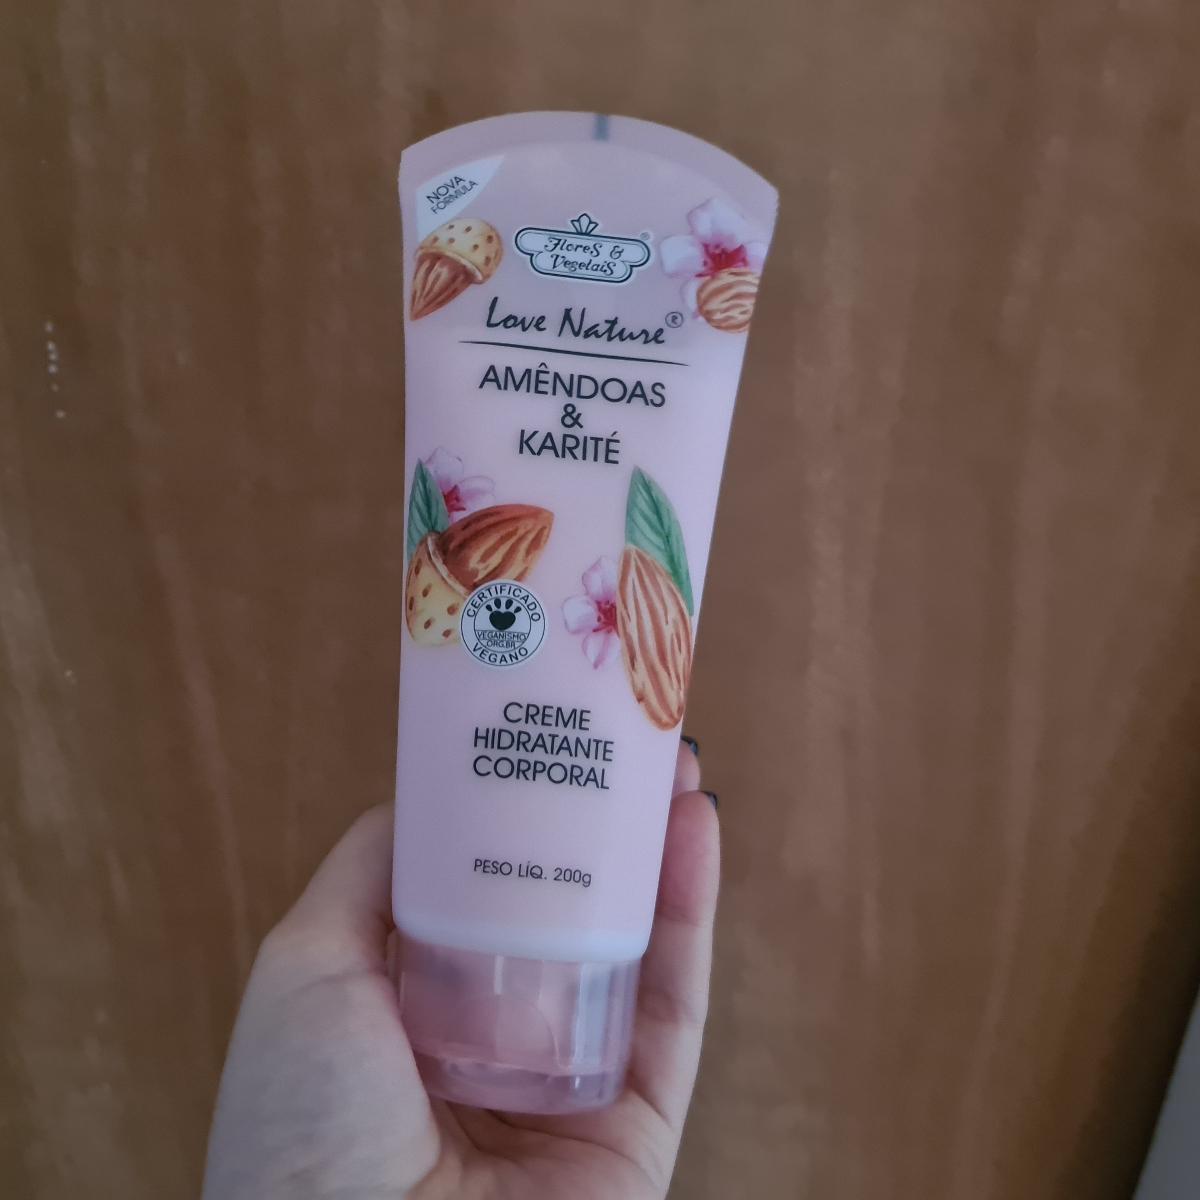 NOVA
FÓRMULA
Flores &
Vegetais
®
Love Nature®
AMÊNDOAS
&
KARITÉ
CERTIFICADO
VEGANISMO
.ORG.BR
VEGANO
CREME
HIDRATANTE
CORPORAL
PESO LÍQ. 200g